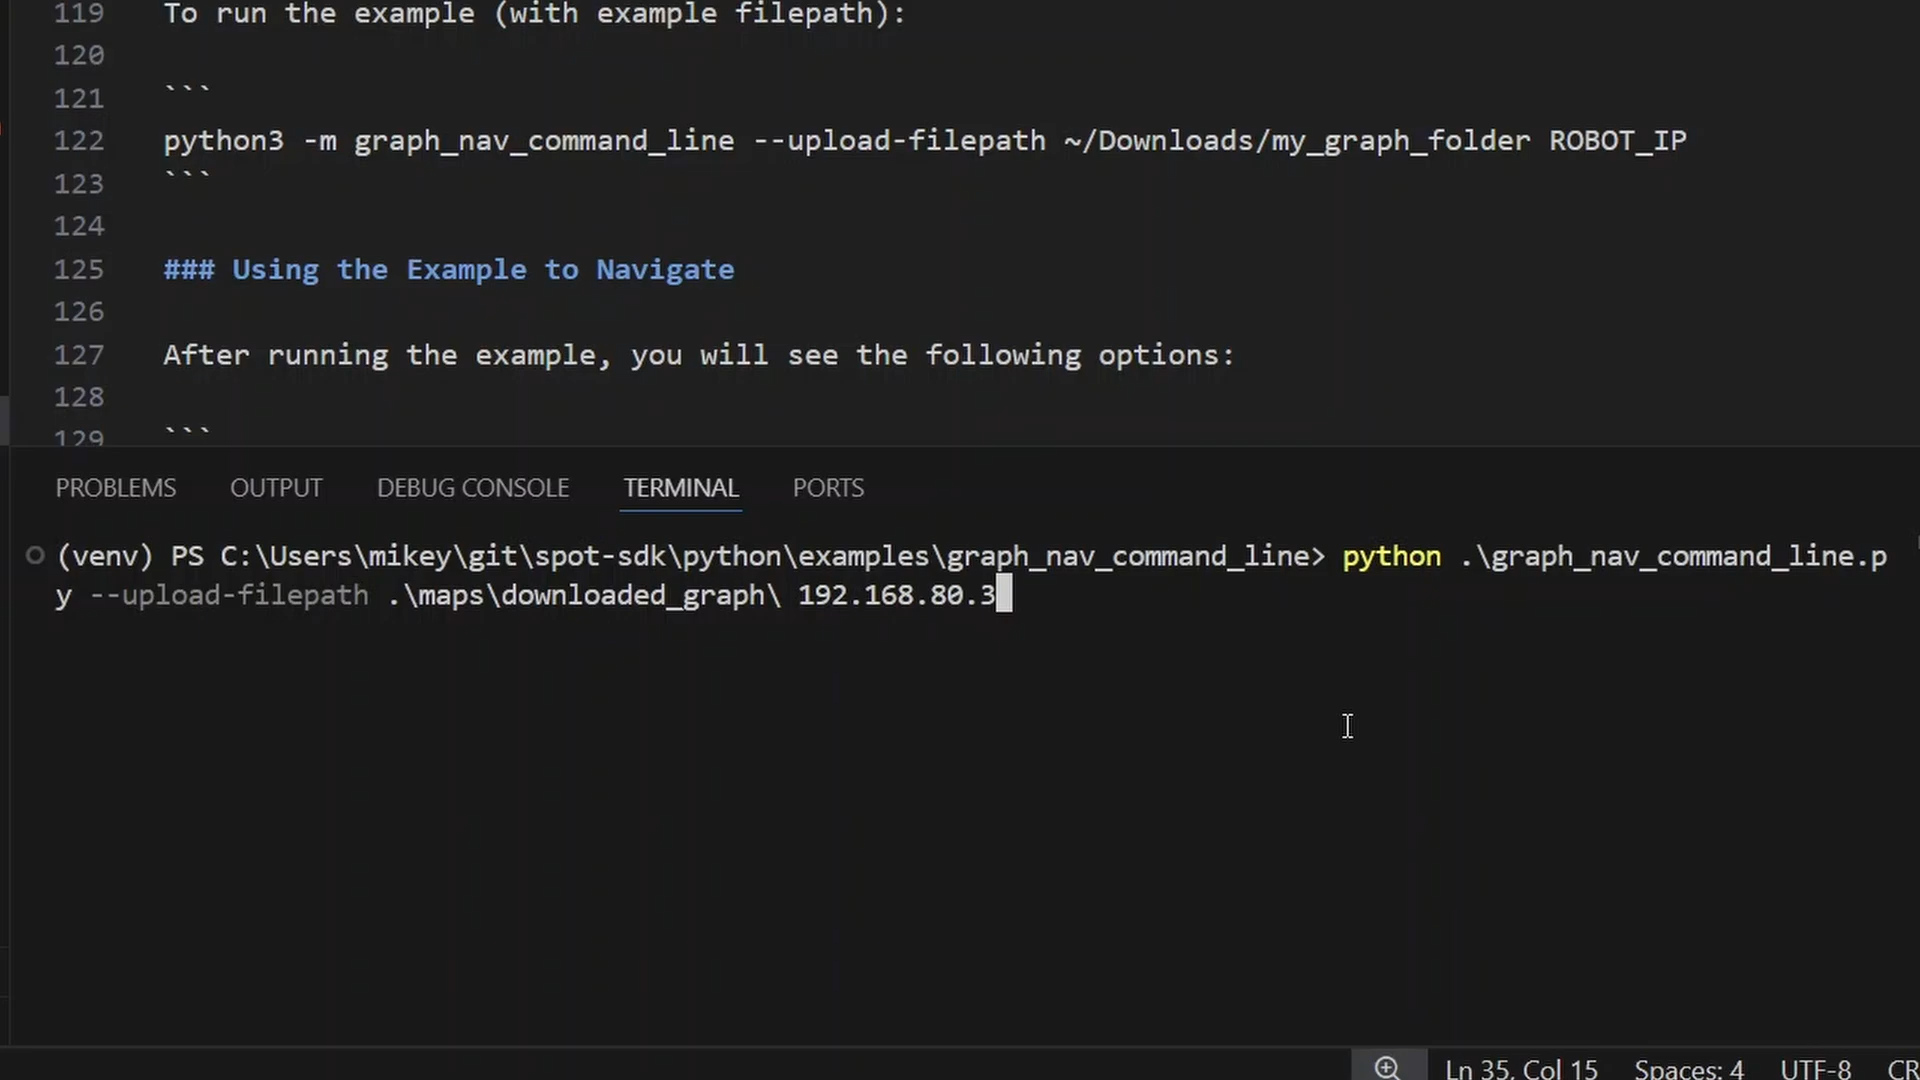 119 To run the example (with example filepath):
120
121 ```
122 python3 -m graph_nav_command_line --upload-filepath ~/Downloads/my_graph_folder ROBOT_IP
123 ```
124
125 ### Using the Example to Navigate
126
127 After running the example, you will see the following options:
128
129 ```
PROBLEMS OUTPUT DEBUG CONSOLE TERMINAL PORTS
(venv) PS C:\Users\mikey\git\spot-sdk\python\examples\graph_nav_command_line> python .\graph_nav_command_line.p
y --upload-filepath .\maps\downloaded_graph\ 192.168.80.3
Ln 35, Col 15 Spaces: 4 UTF-8 CR